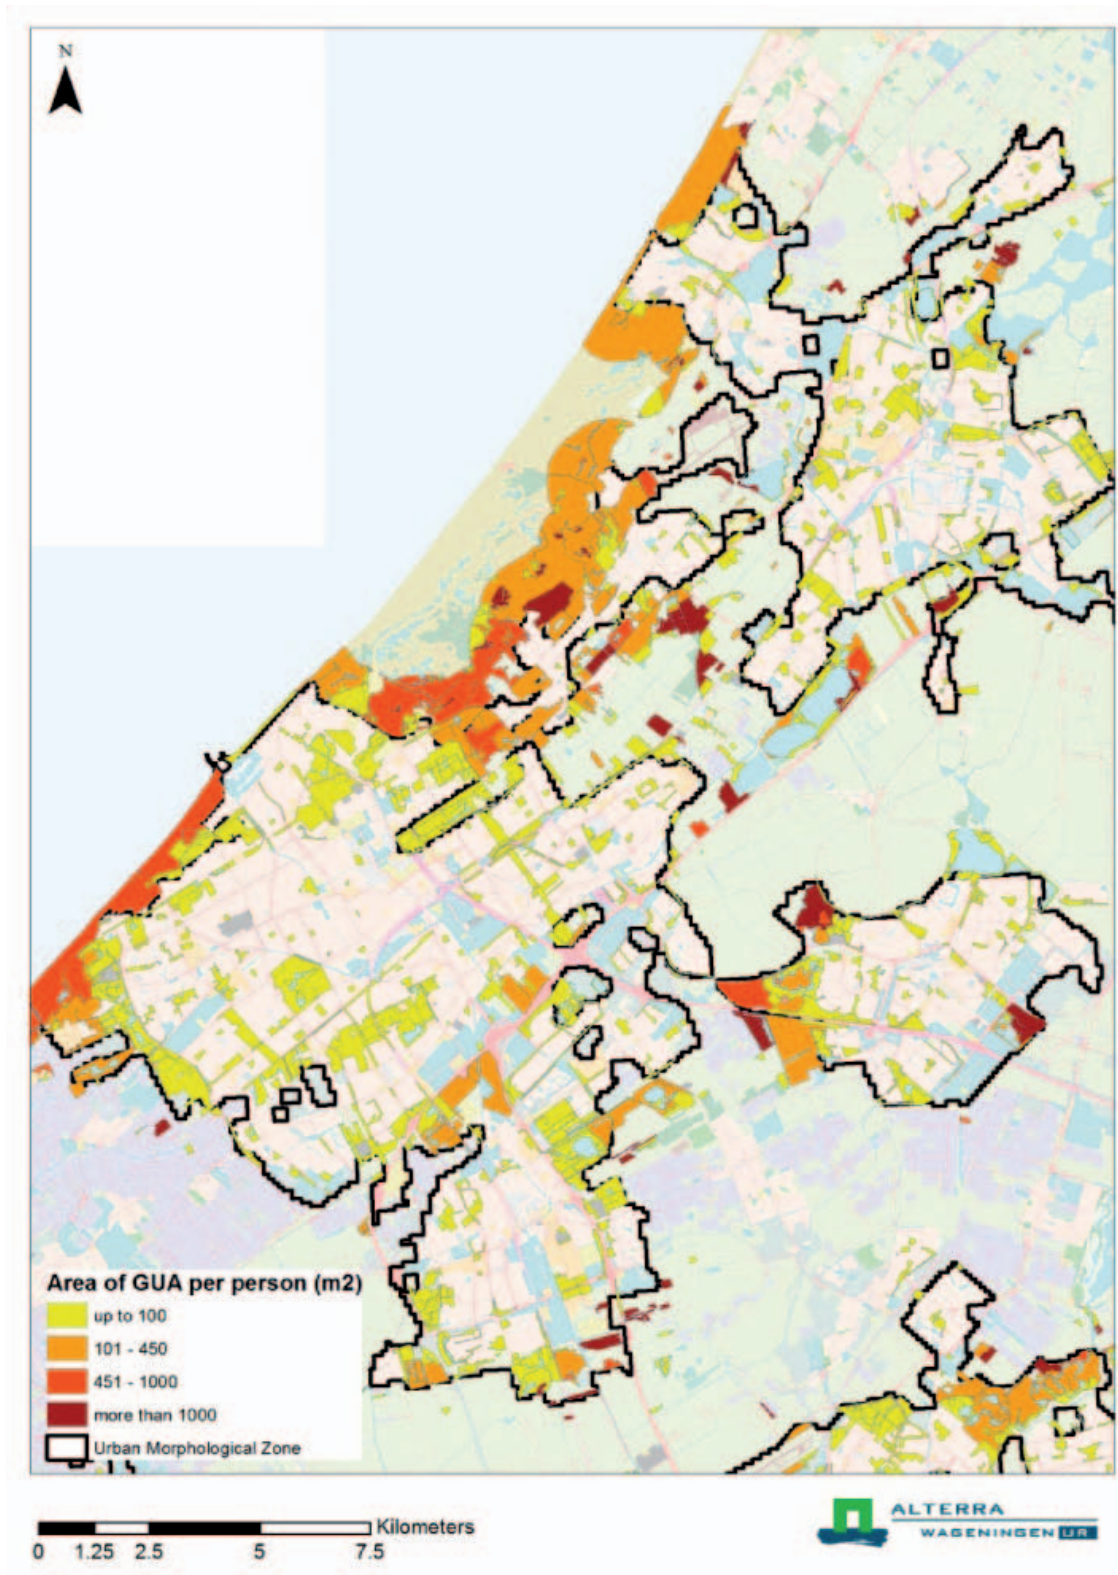 N
Area of GUA per person (m2)
up to 100
101 - 450
451 - 1000
more than 1000
Urban Morphological Zone
Kilometers
0 1.25 2.5 5 7.5
ALTERRA
WAGENINGEN UR